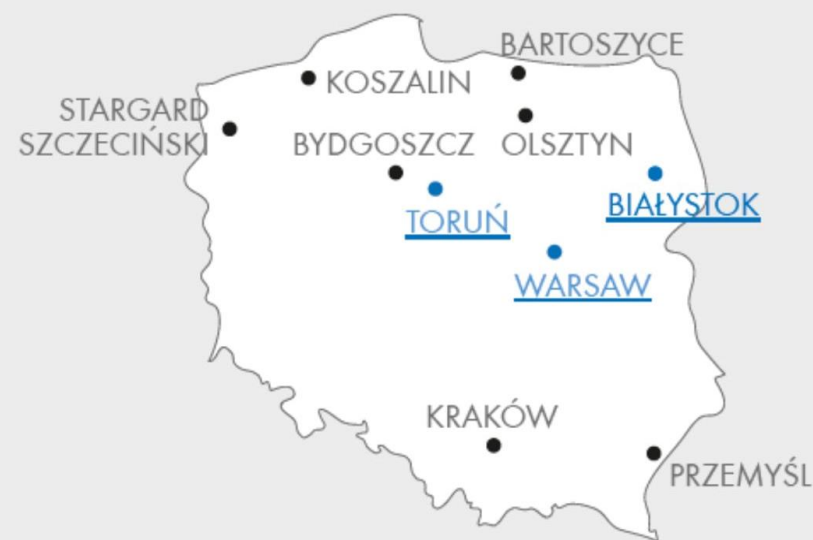 BARTOSZYCE
KOSZALIN
STARGARD
SZCZECIŃSKI
BYDGOSZCZ
OLSZTYN
BIAŁYSTOK
TORUŃ
WARSAW
KRAKÓW
PRZEMYŚL